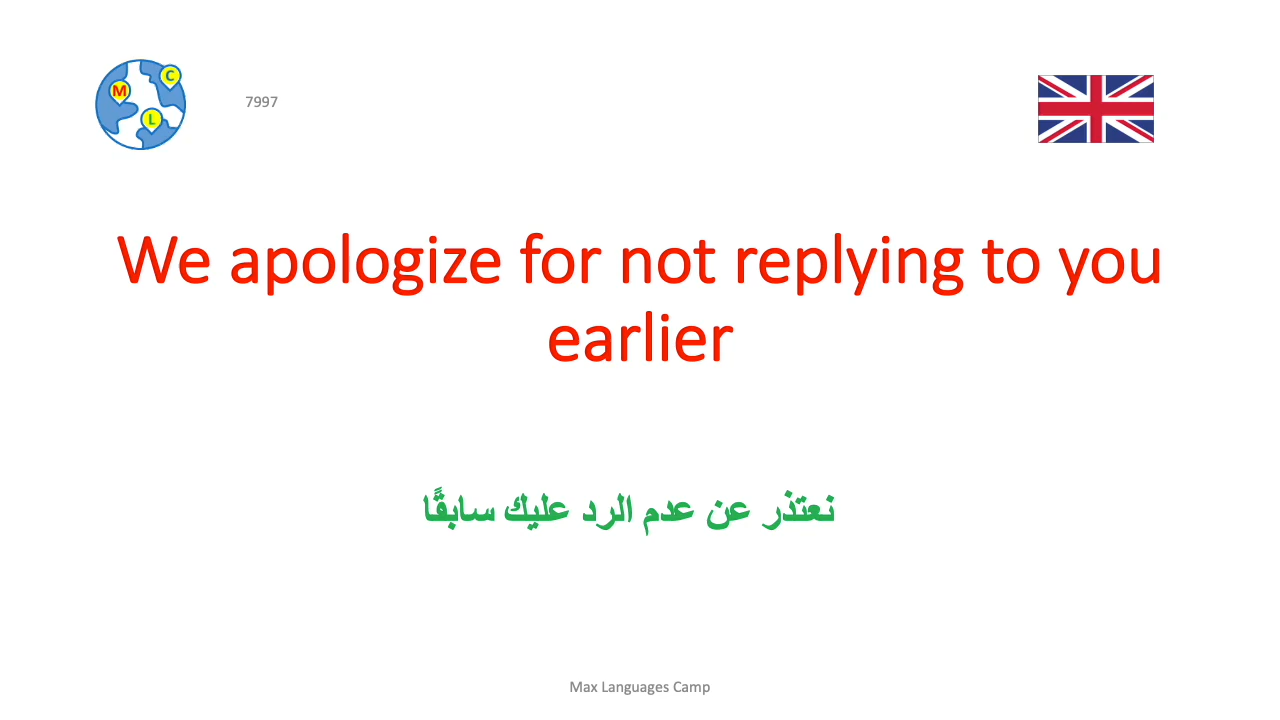 M
C
L
7997
We apologize for not replying to you
earlier
نعتذر عن عدم الرد عليك سابقًا
Max Languages Camp